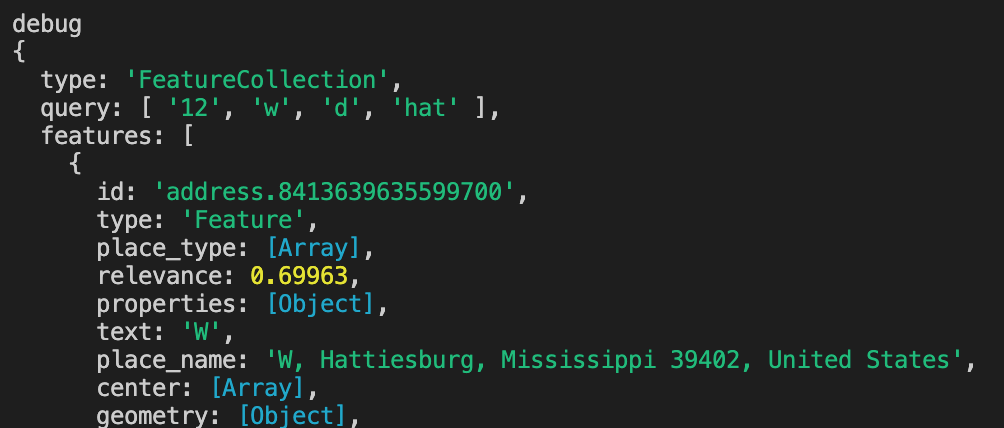 debug
{
type: 'FeatureCollection',
query: [ '12', 'w', 'd', 'hat' ],
features: [
{
id: 'address.8413639635599700',
type: 'Feature',
place_type: [Array],
relevance: 0.69963,
properties: [Object],
text: 'W',
place_name: 'W, Hattiesburg, Mississippi 39402, United States',
center: [Array],
geometry: [Object],